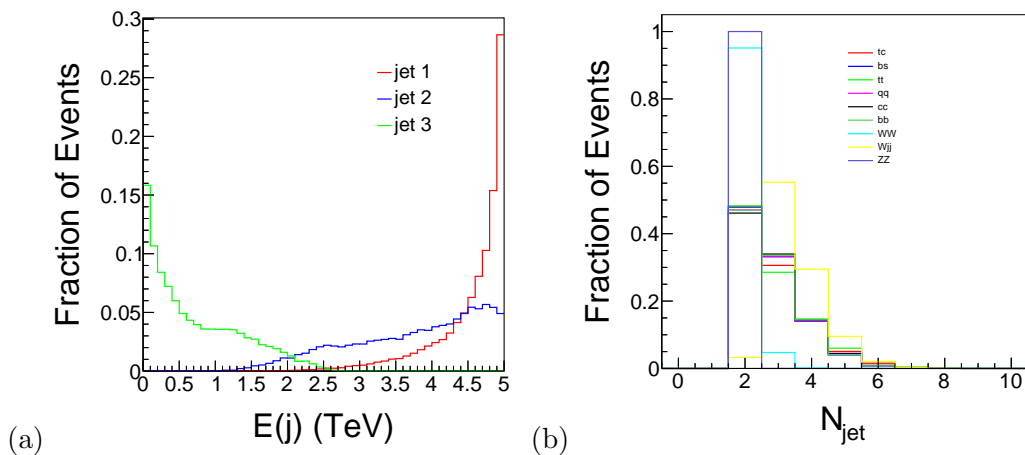 0.3
0.25
0.2
0.15
0.1
0.05
0
Fraction of Events
jet 1
jet 2
jet 3
0 0.5 1 1.5 2 2.5 3 3.5 4 4.5 5
E(j) (TeV)
(a)
1
0.8
0.6
0.4
0.2
0
Fraction of Events
tc
bs
tt
qq
cc
bb
WW
Wjj
ZZ
0 2 4 6 8 10
N_jet
(b)